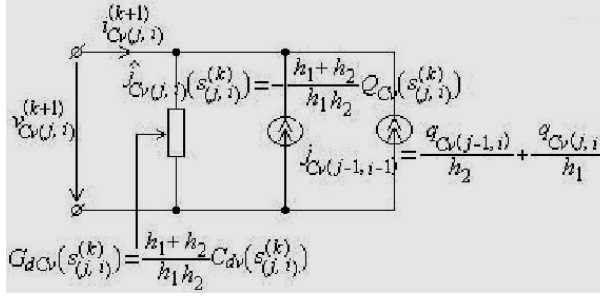 i_{Cv(j, i)}^{(k+1)}
ĵ_{Cv(j, i)}(s_{(j, i)}^{(k)}) = -\frac{h_1 + h_2}{h_1 h_2} Q_{Cv}(s_{(j, i)}^{(k)})
v_{Cv(j, i)}^{(k+1)}
j_{Cv(j-1, i-1)} = \frac{q_{Cv(j-1, i)}}{h_2} + \frac{q_{Cv(j, i}}{h_1}
G_{dCv}(s_{(j, i)}^{(k)}) = \frac{h_1 + h_2}{h_1 h_2} C_{dv}(s_{(j, i)}^{(k)})